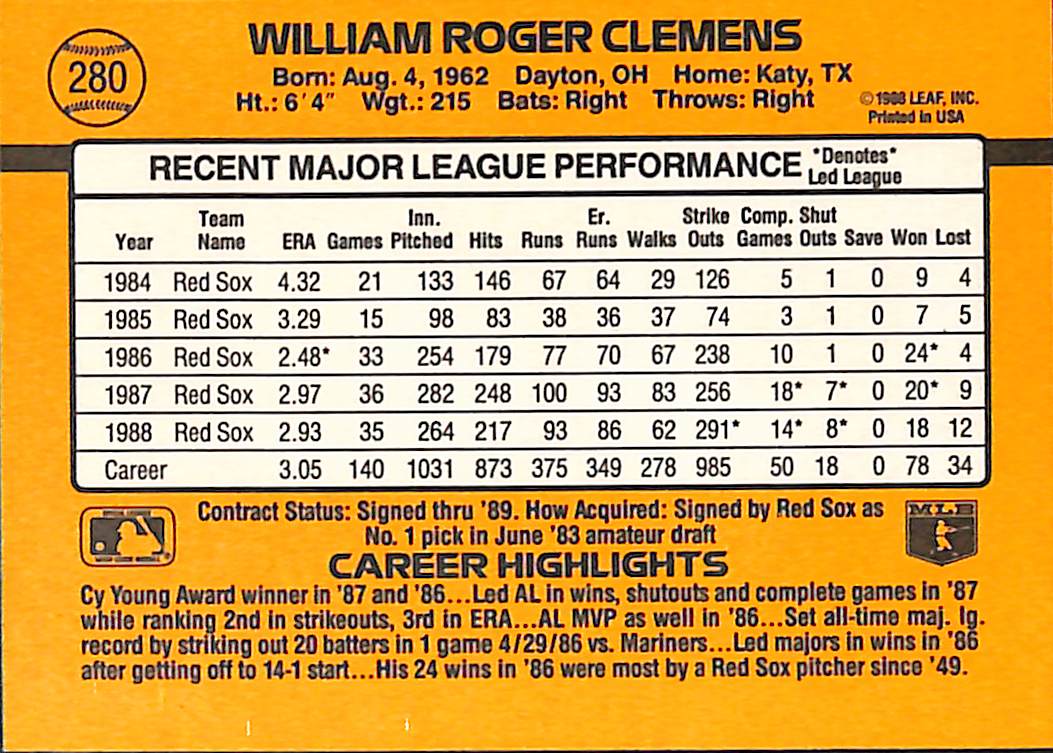 280
WILLIAM ROGER CLEMENS
Born: Aug. 4, 1962 Dayton, OH Home: Katy, TX
Ht.: 6'4" Wgt.: 215 Bats: Right Throws: Right
©1988 LEAF, INC.
Printed in USA
RECENT MAJOR LEAGUE PERFORMANCE *Denotes*
Led League
Team Inn. Er. Strike Comp. Shut
Year Name ERA Games Pitched Hits Runs Runs Walks Outs Games Outs Save Won Lost
1984 Red Sox 4.32 21 133 146 67 64 29 126 5 1 0 9 4
1985 Red Sox 3.29 15 98 83 38 36 37 74 3 1 0 7 5
1986 Red Sox 2.48* 33 254 179 77 70 67 238 10 1 0 24* 4
1987 Red Sox 2.97 36 282 248 100 93 83 256 18* 7* 0 20* 9
1988 Red Sox 2.93 35 264 217 93 86 62 291* 14* 8* 0 18 12
Career 3.05 140 1031 873 375 349 278 985 50 18 0 78 34
Contract Status: Signed thru '89. How Acquired: Signed by Red Sox as
No. 1 pick in June '83 amateur draft
MLB
CAREER HIGHLIGHTS
Cy Young Award winner in '87 and '86...Led AL in wins, shutouts and complete games in '87
while ranking 2nd in strikeouts, 3rd in ERA...AL MVP as well in '86...Set all-time maj. lg.
record by striking out 20 batters in 1 game 4/29/86 vs. Mariners...Led majors in wins in '86
after getting off to 14-1 start...His 24 wins in '86 were most by a Red Sox pitcher since '49.